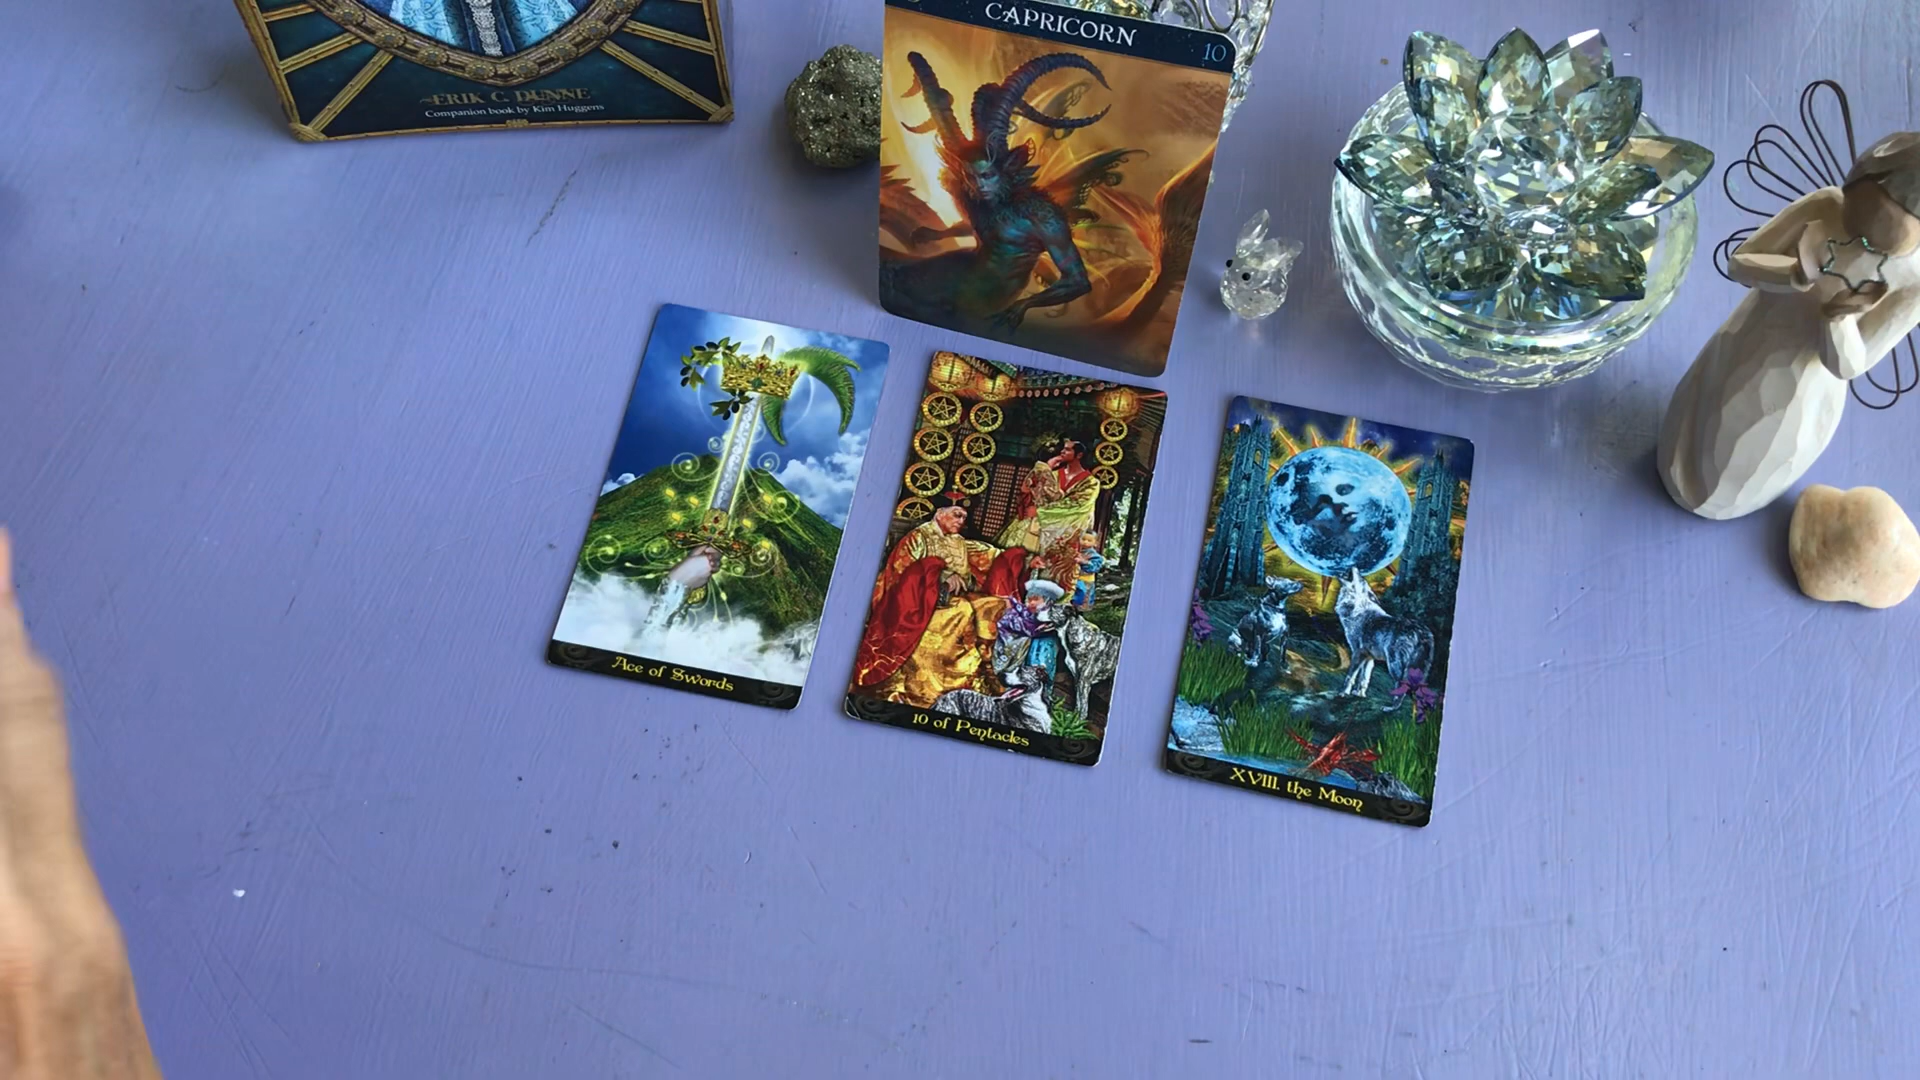 ERIK C. DUNNE
Companion book by Kim Huggens
CAPRICORN
10
Ace of Swords
10 of Pentacles
XVIII. the Moon